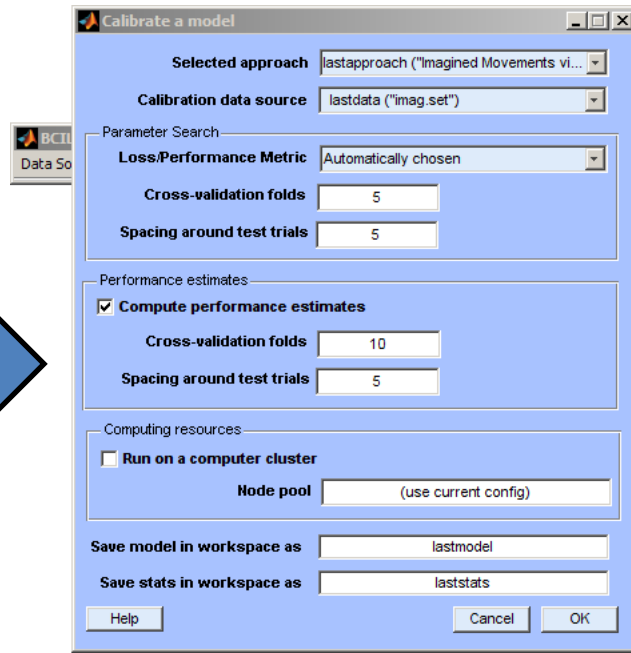 Calibrate a model
Selected approach lastapproach ("Imagined Movements vi...
Calibration data source lastdata ("imag.set")
BCIL
Data So
Parameter Search
Loss/Performance Metric Automatically chosen
Cross-validation folds 5
Spacing around test trials 5
Performance estimates
Compute performance estimates
Cross-validation folds 10
Spacing around test trials 5
Computing resources
Run on a computer cluster
Node pool (use current config)
Save model in workspace as lastmodel
Save stats in workspace as laststats
Help Cancel OK